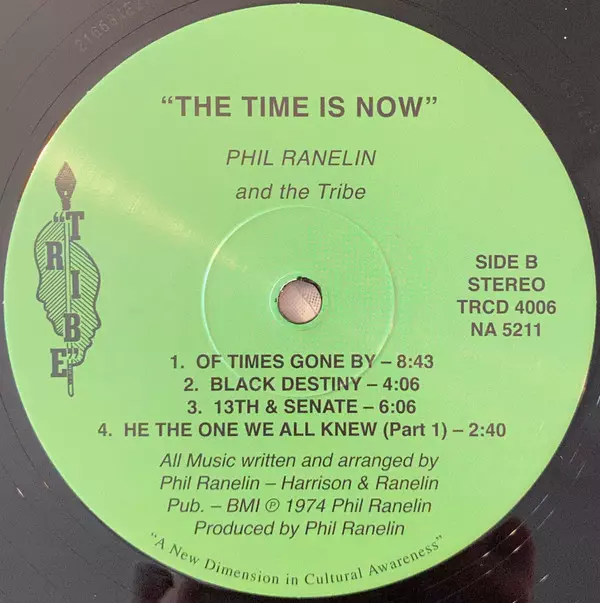 "THE TIME IS NOW"
PHIL RANELIN
and the Tribe
"TRIBE"
SIDE B
STEREO
TRCD 4006
NA 5211
1. OF TIMES GONE BY – 8:43
2. BLACK DESTINY – 4:06
3. 13TH & SENATE – 6:06
4. HE THE ONE WE ALL KNEW (Part 1) – 2:40
All Music written and arranged by
Phil Ranelin – Harrison & Ranelin
Pub. – BMI ℗ 1974 Phil Ranelin
Produced by Phil Ranelin
"A New Dimension in Cultural Awareness"